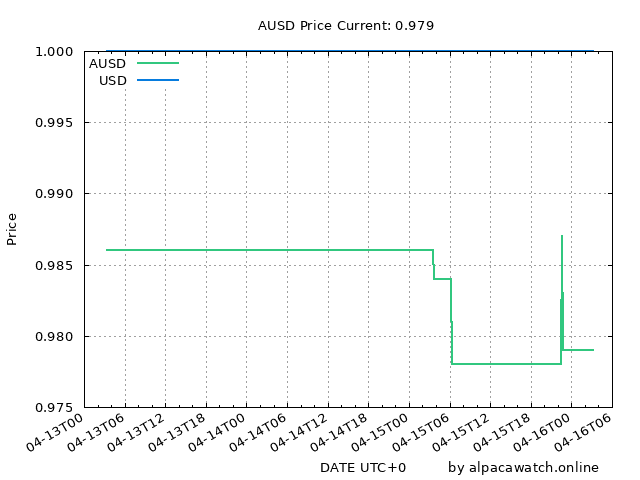 AUSD Price Current: 0.979
1.000
0.995
0.990
0.985
0.980
0.975
Price
AUSD
USD
04-13T00
04-13T06
04-13T12
04-13T18
04-14T00
04-14T06
04-14T12
04-14T18
04-15T00
04-15T06
04-15T12
04-15T18
04-16T00
04-16T06
DATE UTC+0
by alpacawatch.online